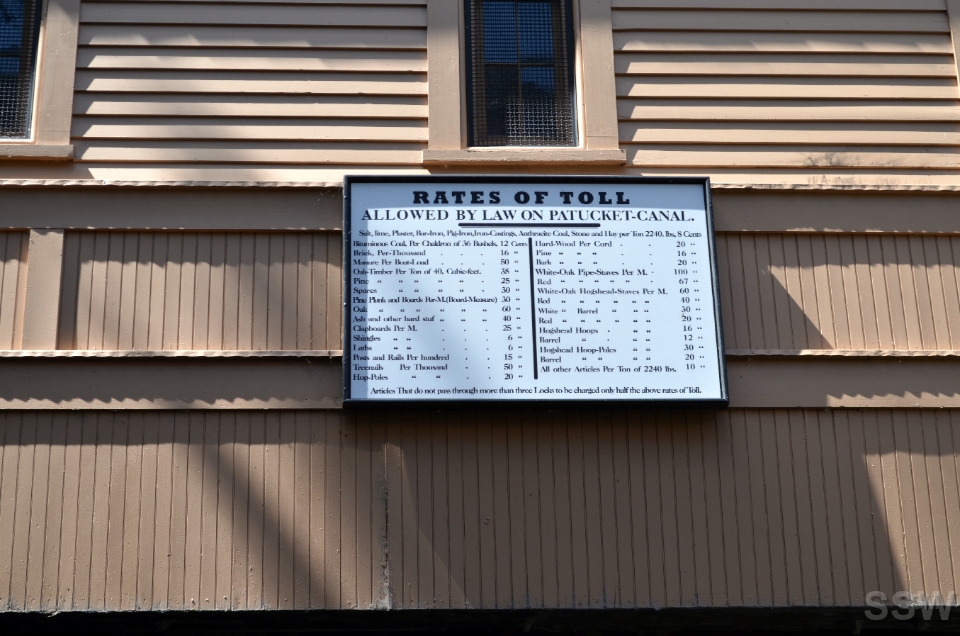 RATES OF TOLL
ALLOWED BY LAW ON PATUCKET-CANAL.
Salt, lime, Plaster, Bar-Iron, Pig-Iron, Iron-Castings, Anthracite Coal, Stone and Hay per Ton 2240. lbs, 8 Cents
Bituminous Coal, Per Chaldron of 36 Bushels. 12 Cents
Brick, Per-Thousand . . 16 "
Manure Per Boat-Load . . 50 "
Oak-Timber Per Ton of 40, Cubic-feet. 38 "
Pine " " " " " . 25 "
Spares " " " " " . 30 "
Pine Plank and Boards Per-M.(Board-Measure) 30 "
Oak " " " " " " 60 "
Ash and other hard stuf " " " 40 "
Clapboards Per M. . . 25 "
Shingles " " . . . 6 "
Laths " " . . . 6 "
Posts and Rails Per hundred . . 15 "
Treenails Per Thousand . . 50 "
Hop-Poles " " . . 20 "
Hard-Wood Per Cord . . 20 "
Pine " " " . . 16 "
Bark " " " . . 20 "
White-Oak Pipe-Staves Per M. . 100 "
Red " " " " " . 67 "
White-Oak Hogshead-Staves Per M. 60 "
Red " " " " " " 40 "
White " Barrel " " " 30 "
Red " " " " " " 20 "
Hogshead Hoops . " " 16 "
Barrel " . " " 12 "
Hogshead Hoop-Poles " " 30 "
Barrel " " " " 20 "
All other Articles Per Ton of 2240 lbs. 10 "
Articles That do not pass through more than three Locks to be charged only half the above rates of Toll.
SSW